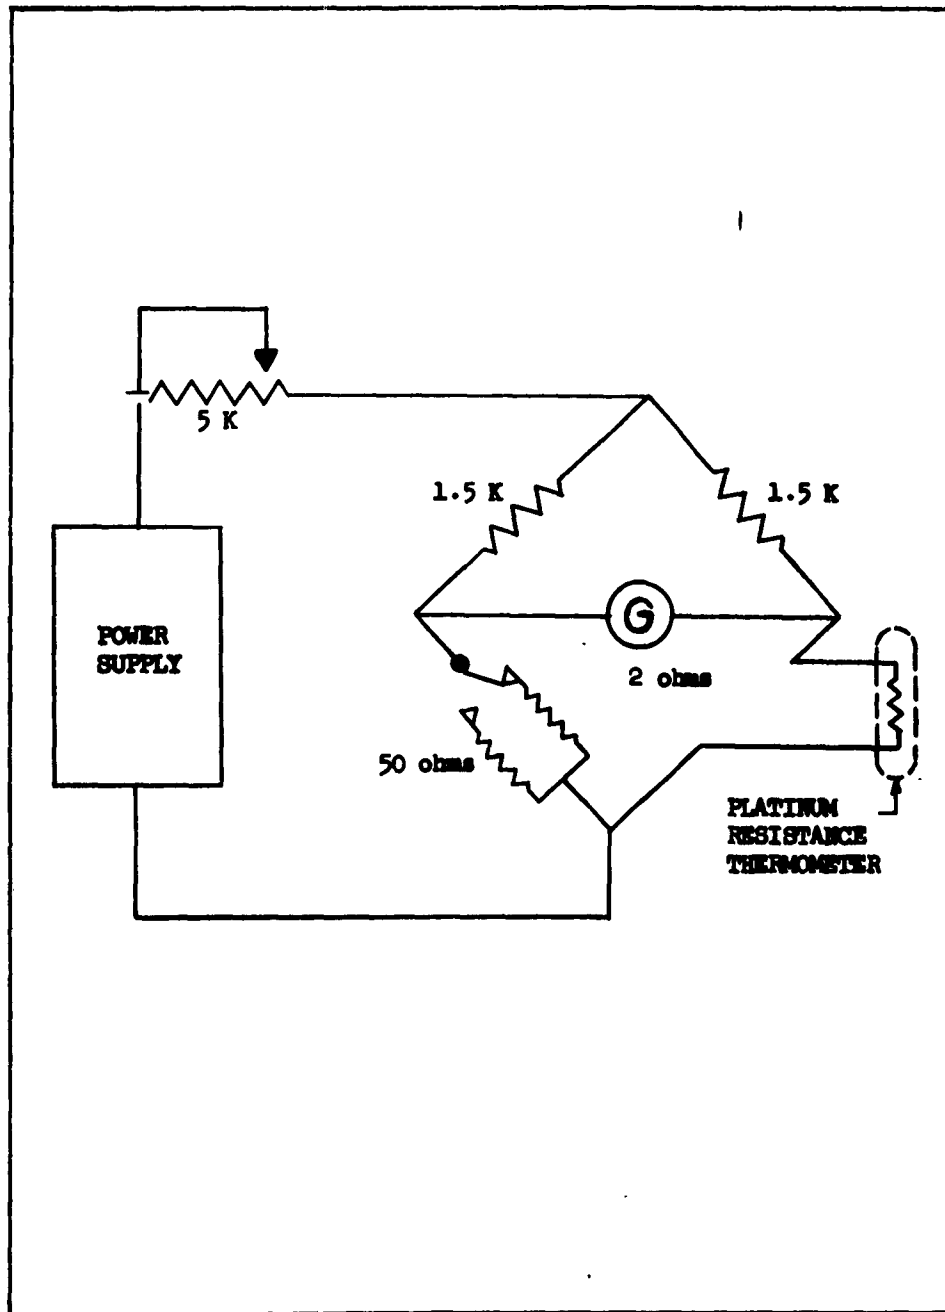 5 K
1.5 K
1.5 K
G
POWER
SUPPLY
2 ohms
50 ohms
PLATINUM
RESISTANCE
THERMOMETER